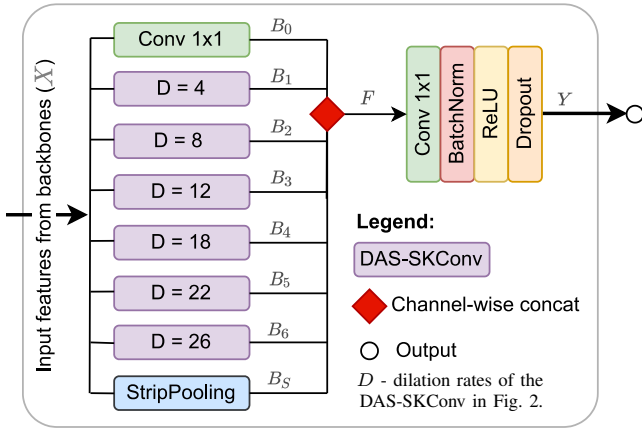 Input features from backbones (X)
Conv 1x1
B₀
D = 4
B₁
D = 8
B₂
D = 12
B₃
D = 18
B₄
D = 22
B₅
D = 26
B₆
StripPooling
B_S
F
Conv 1x1
BatchNorm
ReLU
Dropout
Y
Legend:
DAS-SKConv
Channel-wise concat
Output
D - dilation rates of the
DAS-SKConv in Fig. 2.